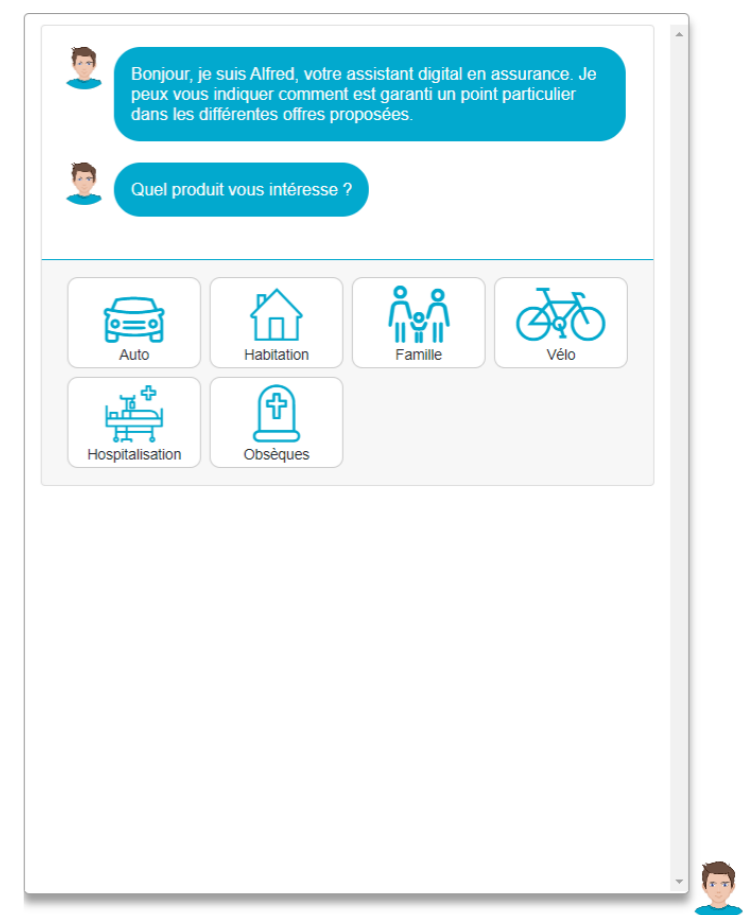 Bonjour, je suis Alfred, votre assistant digital en assurance. Je
peux vous indiquer comment est garanti un point particulier
dans les différentes offres proposées.
Quel produit vous intéresse ?
Auto
Habitation
Famille
Vélo
Hospitalisation
Obsèques